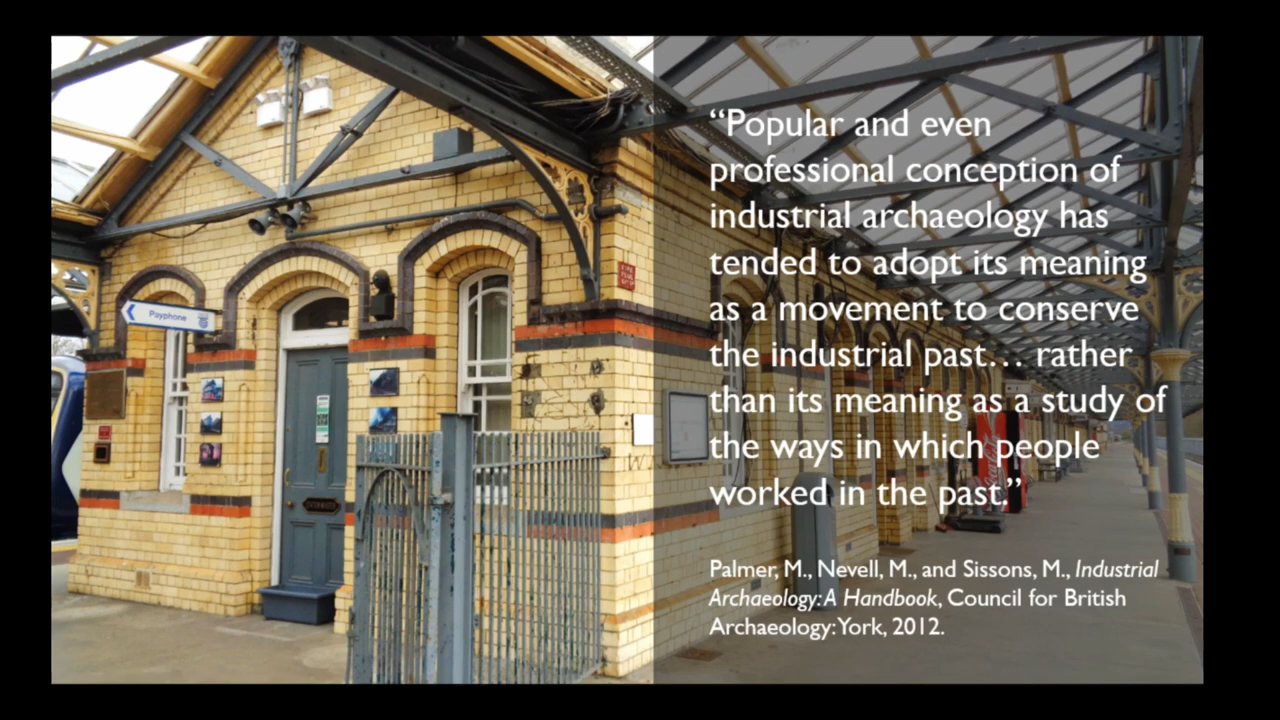 Payphone
“Popular and even
professional conception of
industrial archaeology has
tended to adopt its meaning
as a movement to conserve
the industrial past… rather
than its meaning as a study of
the ways in which people
worked in the past.”
Palmer, M., Nevell, M., and Sissons, M., Industrial
Archaeology: A Handbook, Council for British
Archaeology: York, 2012.